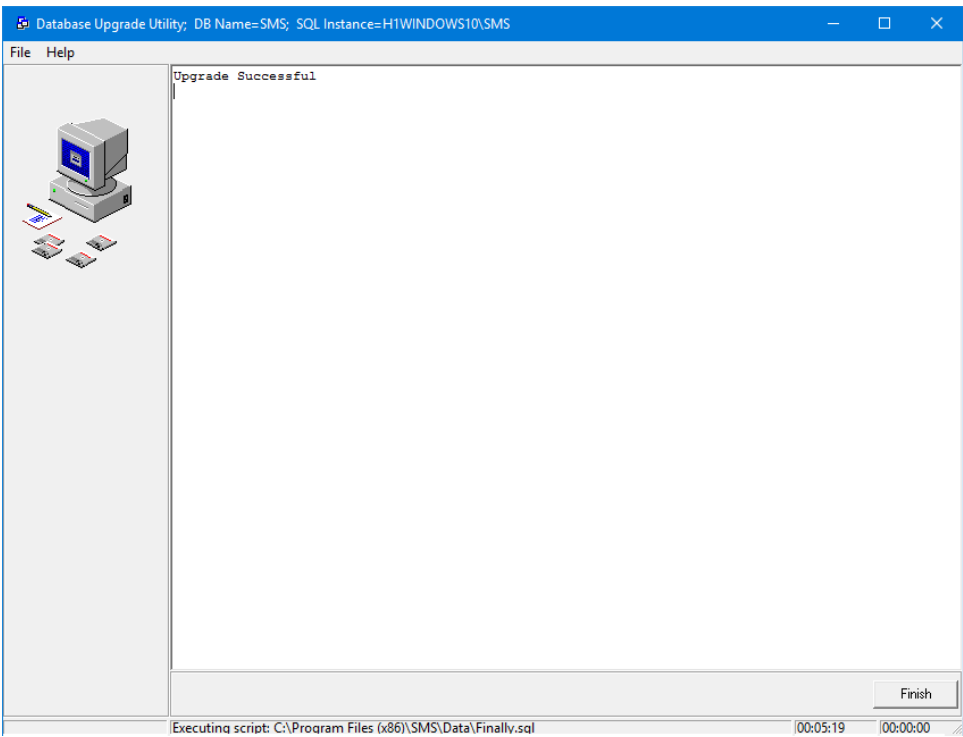 Database Upgrade Utility; DB Name=SMS; SQL Instance=H1WINDOWS10\SMS
File Help
Upgrade Successful
Finish
Executing script: C:\Program Files (x86)\SMS\Data\Finally.sql 00:05:19 00:00:00